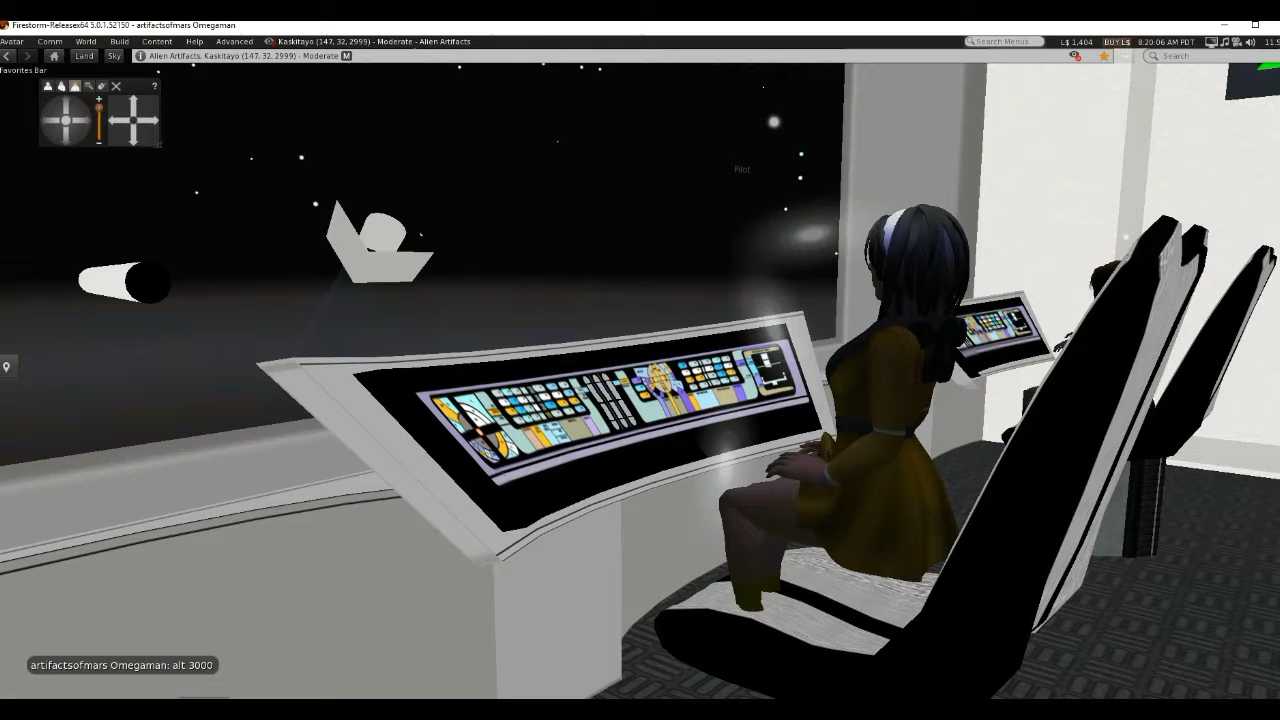 Firestorm-Releasex64 5.0.1.52150 - artifactsofmars Omegaman
Avatar Comm World Build Content Help Advanced Kaskitayo (147, 32, 2999) - Moderate - Alien Artifacts Search Menus L$ 1,404 BUY L$ 8:20:06 AM PDT 11.5
Land Sky Alien Artifacts, Kaskitayo (147, 32, 2999) - Moderate M Search
Favorites Bar
?
Pilot
artifactsofmars Omegaman: alt 3000